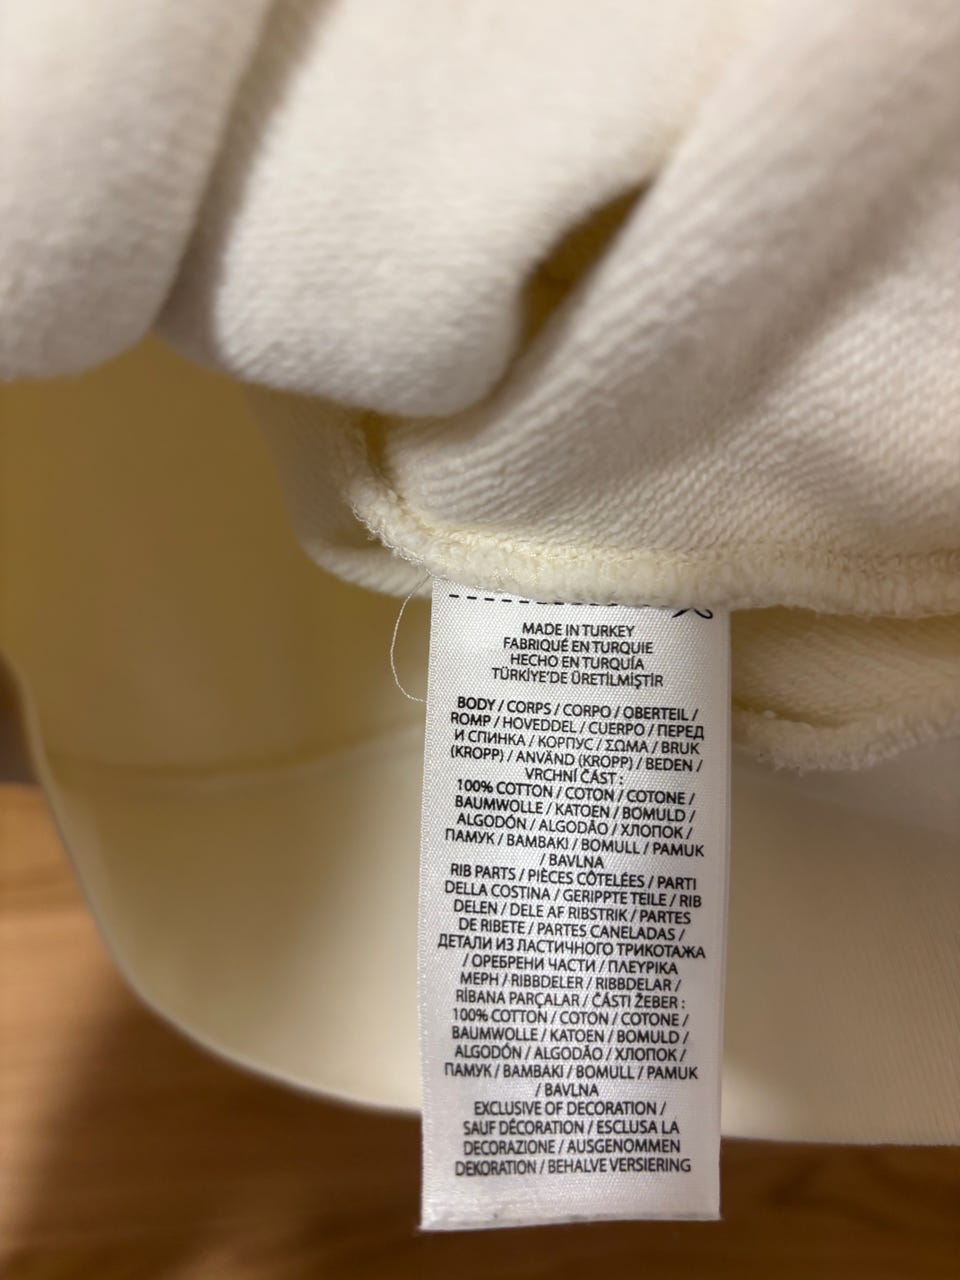 MADE IN TURKEY
FABRIQUÉ EN TURQUIE
HECHO EN TURQUÍA
TÜRKİYE'DE ÜRETİLMİŞTİR
BODY / CORPS / CORPO / OBERTEIL /
ROMP / HOVEDDEL / CUERPO / ПЕРЕД
И СПИНКА / КОРПУС / ΣΩΜΑ / BRUK
(KROPP) / ANVÄND (KROPP) / BEDEN /
VRCHNÍ ČÁST :
100% COTTON / COTON / COTONE /
BAUMWOLLE / KATOEN / BOMULD /
ALGODÓN / ALGODÃO / ХЛОПОК /
ПАМУК / ΒΑΜΒΑΚΙ / BOMULL / PAMUK
/ BAVLNA
RIB PARTS / PIÈCES CÔTELÉES / PARTI
DELLA COSTINA / GERIPPTE TEILE / RIB
DELEN / DELE AF RIBSTRIK / PARTES
DE RIBETE / PARTES CANELADAS /
ДЕТАЛИ ИЗ ЛАСТИЧНОГО ТРИКОТАЖА
/ ОРЕБРЕНИ ЧАСТИ / ΠΛΕΥΡΙΚΑ
ΜΕΡΗ / RIBBDELER / RIBBDELAR /
RİBANA PARÇALAR / ČÁSTI ŽEBER :
100% COTTON / COTON / COTONE /
BAUMWOLLE / KATOEN / BOMULD /
ALGODÓN / ALGODÃO / ХЛОПОК /
ПАМУК / ΒΑΜΒΑΚΙ / BOMULL / PAMUK
/ BAVLNA
EXCLUSIVE OF DECORATION /
SAUF DÉCORATION / ESCLUSA LA
DECORAZIONE / AUSGENOMMEN
DEKORATION / BEHALVE VERSIERING